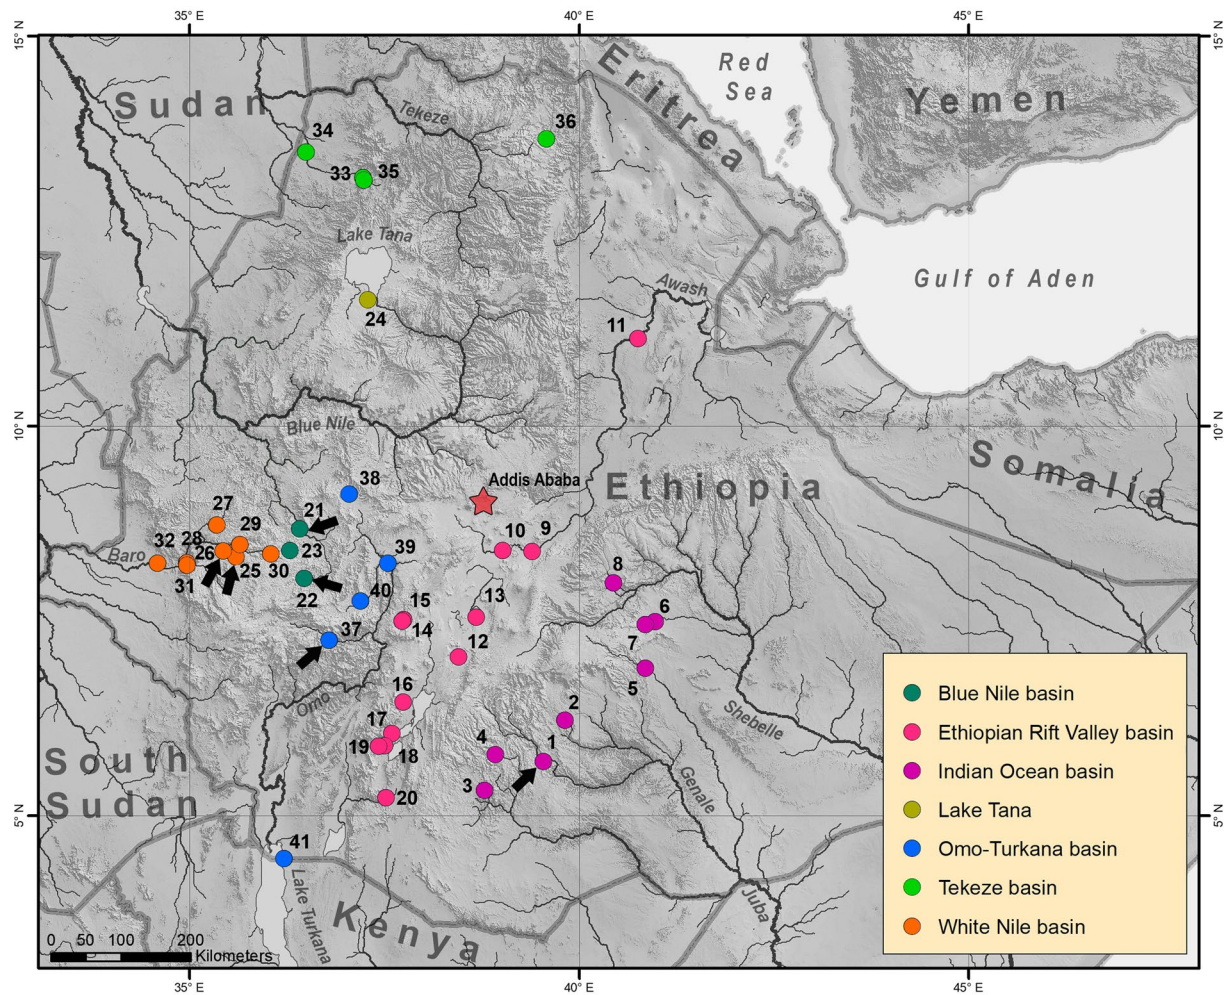 35° E 40° E 45° E
15° N 15° N
Red
Sea
Eritrea
Sudan
Yemen
Tekeze
34 36
33 35
Lake Tana
24
Gulf of Aden
Awash
11
10° N 10° N
Blue Nile
Somalia
Addis Ababa
Ethiopia
38
27 21
29
10 9
32 28
Baro 26 23 39
25 30
31 22 8
40
15 13 6
14
37 12 7
5
16
Omo
2
17 Shebelle
19 18 4 1
South
Sudan
3 20
Genale
5° N 5° N
41
Lake Turkana
Juba
Kenya
Blue Nile basin
Ethiopian Rift Valley basin
Indian Ocean basin
Lake Tana
Omo-Turkana basin
Tekeze basin
White Nile basin
0 50 100 200
Kilometers
35° E 40° E 45° E